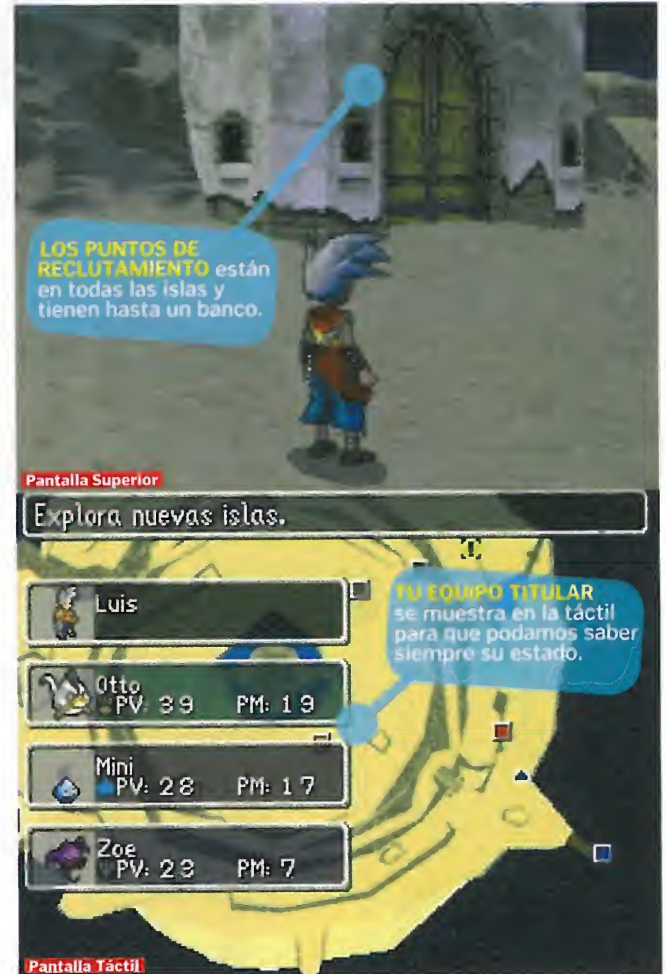 LOS PUNTOS DE
RECLUTAMIENTO están
en todas las islas y
tienen hasta un banco.
Pantalla Superior
Explora nuevas islas.
TU EQUIPO TITULAR
se muestra en la táctil
para que podamos saber
siempre su estado.
Luis
Otto
PV: 39 PM: 19
Mini
PV: 28 PM: 17
Zoe
PV: 23 PM: 7
Pantalla Táctil